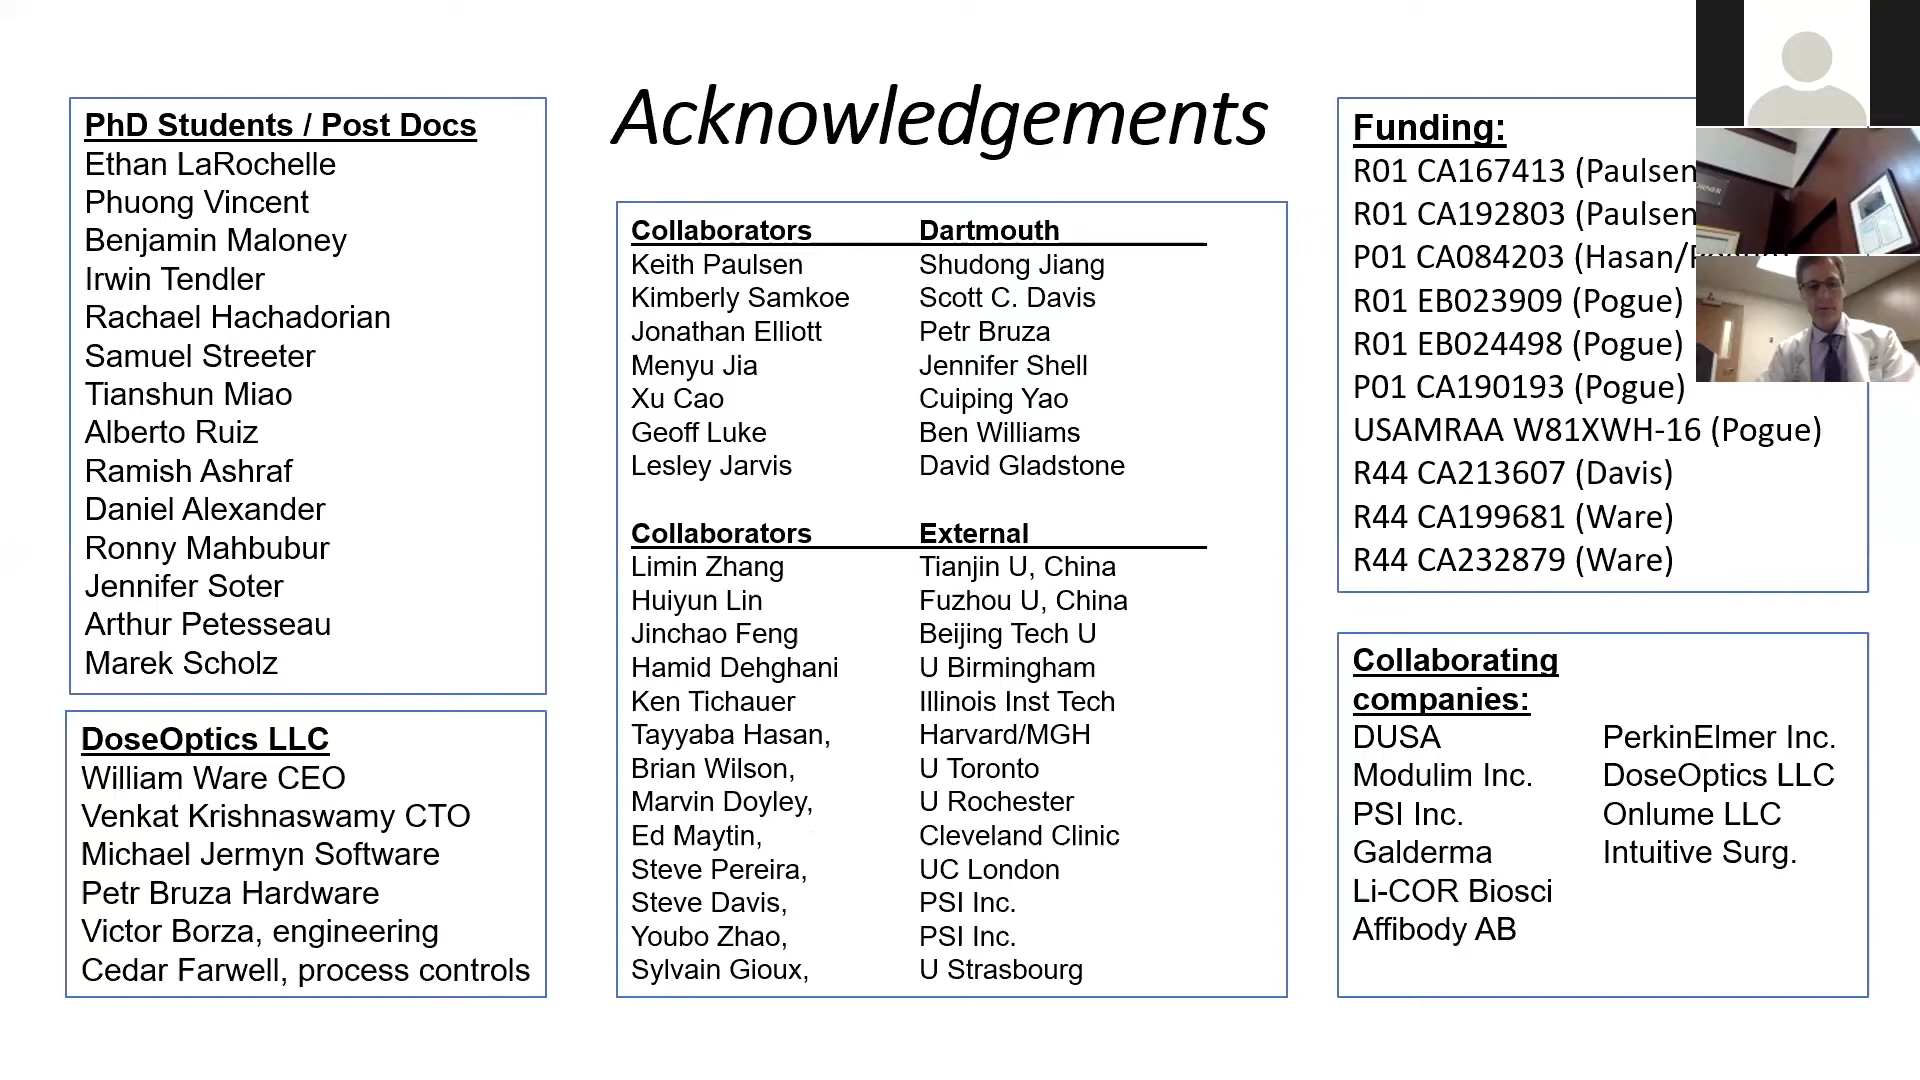 Acknowledgements
PhD Students / Post Docs
Ethan LaRochelle
Phuong Vincent
Benjamin Maloney
Irwin Tendler
Rachael Hachadorian
Samuel Streeter
Tianshun Miao
Alberto Ruiz
Ramish Ashraf
Daniel Alexander
Ronny Mahbubur
Jennifer Soter
Arthur Petesseau
Marek Scholz
DoseOptics LLC
William Ware CEO
Venkat Krishnaswamy CTO
Michael Jermyn Software
Petr Bruza Hardware
Victor Borza, engineering
Cedar Farwell, process controls
Collaborators Dartmouth
Keith Paulsen Shudong Jiang
Kimberly Samkoe Scott C. Davis
Jonathan Elliott Petr Bruza
Menyu Jia Jennifer Shell
Xu Cao Cuiping Yao
Geoff Luke Ben Williams
Lesley Jarvis David Gladstone
Collaborators External
Limin Zhang Tianjin U, China
Huiyun Lin Fuzhou U, China
Jinchao Feng Beijing Tech U
Hamid Dehghani U Birmingham
Ken Tichauer Illinois Inst Tech
Tayyaba Hasan, Harvard/MGH
Brian Wilson, U Toronto
Marvin Doyley, U Rochester
Ed Maytin, Cleveland Clinic
Steve Pereira, UC London
Steve Davis, PSI Inc.
Youbo Zhao, PSI Inc.
Sylvain Gioux, U Strasbourg
Funding:
R01 CA167413 (Paulsen
R01 CA192803 (Paulsen
P01 CA084203 (Hasan/
R01 EB023909 (Pogue)
R01 EB024498 (Pogue)
P01 CA190193 (Pogue)
USAMRAA W81XWH-16 (Pogue)
R44 CA213607 (Davis)
R44 CA199681 (Ware)
R44 CA232879 (Ware)
Collaborating
companies:
DUSA PerkinElmer Inc.
Modulim Inc. DoseOptics LLC
PSI Inc. Onlume LLC
Galderma Intuitive Surg.
Li-COR Biosci
Affibody AB